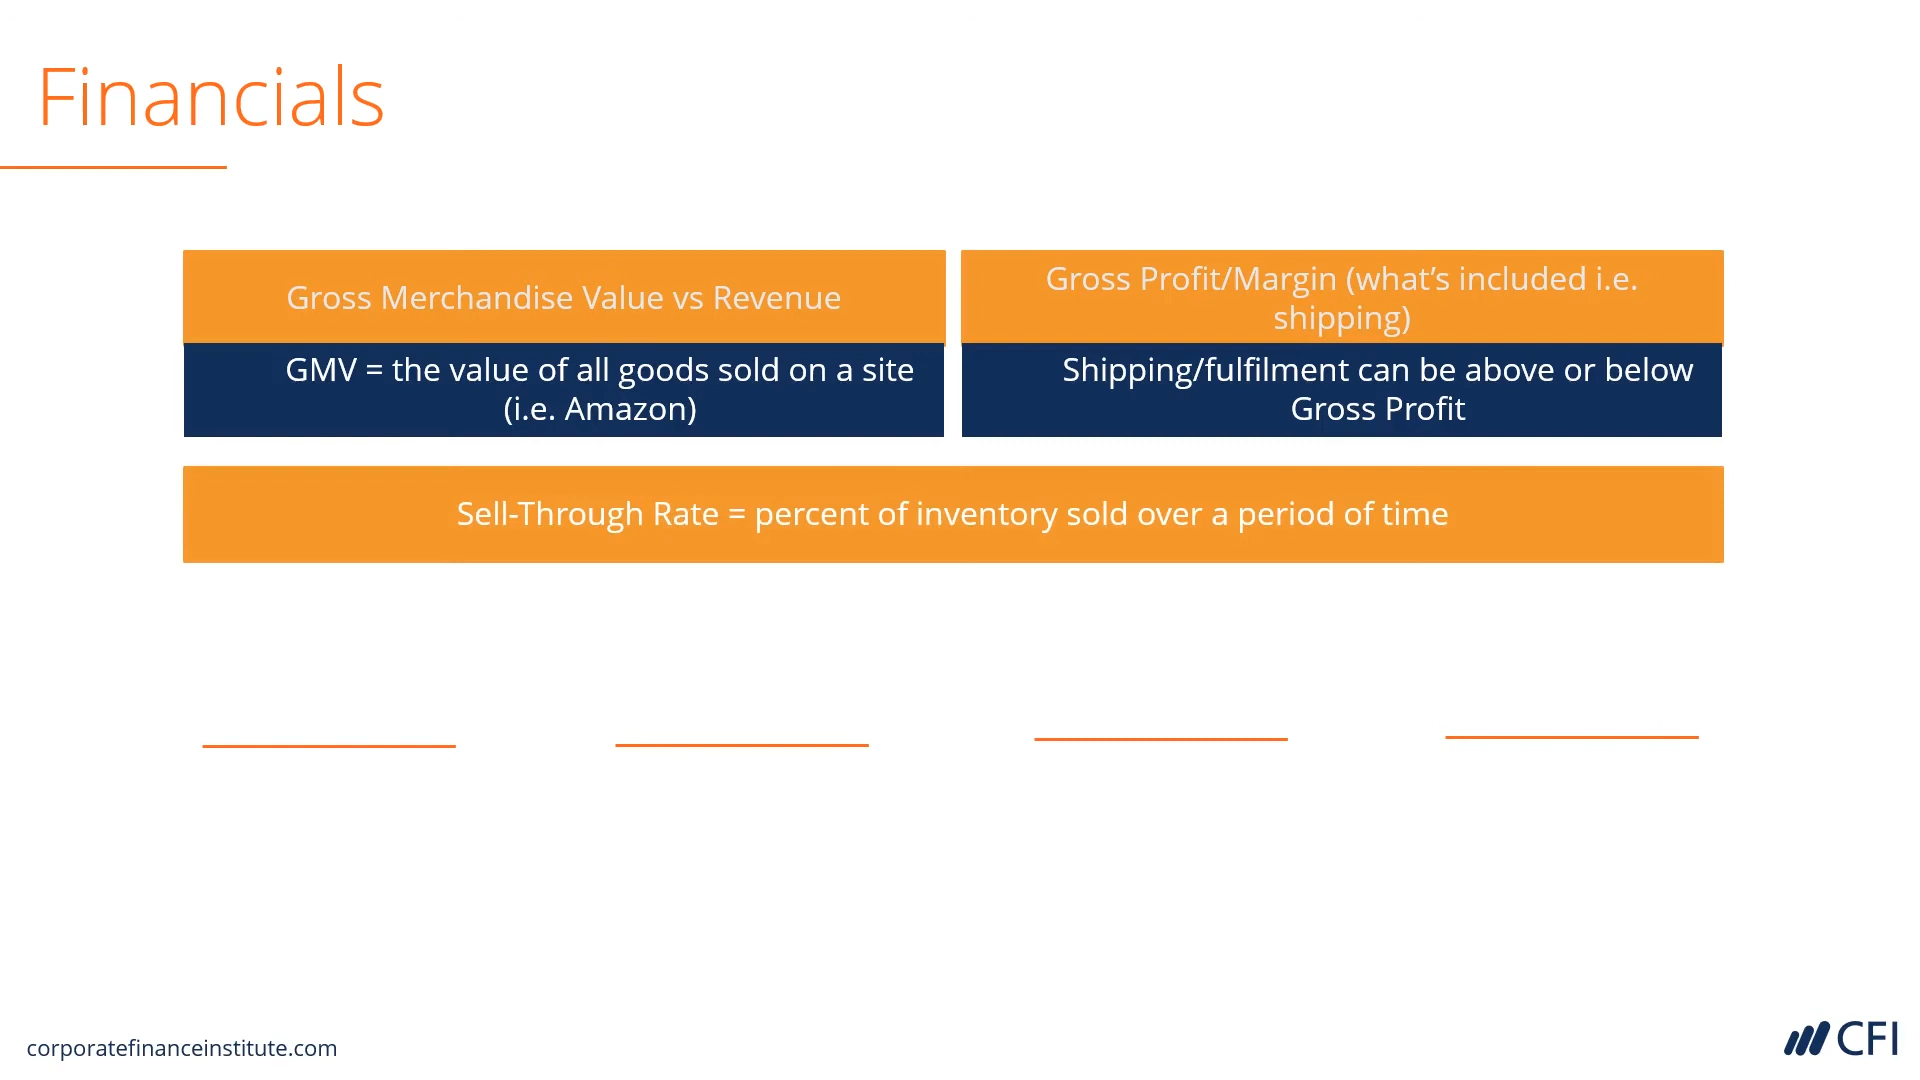 Financials
Gross Merchandise Value vs Revenue
GMV = the value of all goods sold on a site
(i.e. Amazon)
Gross Profit/Margin (what’s included i.e.
shipping)
Shipping/fulfilment can be above or below
Gross Profit
Sell-Through Rate = percent of inventory sold over a period of time
corporatefinanceinstitute.com
CFI